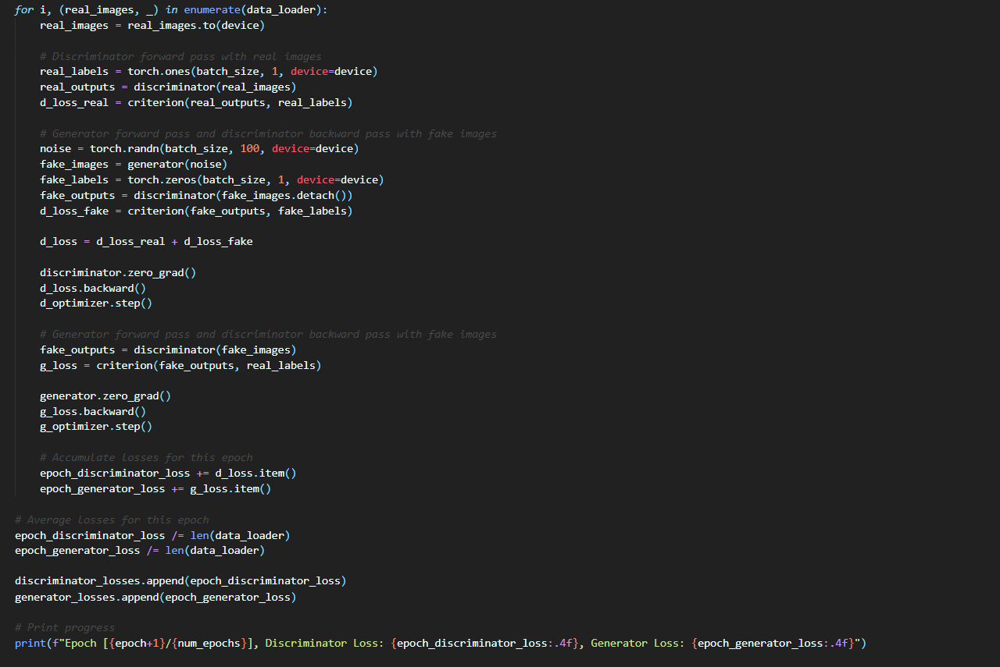 for i, (real_images, _) in enumerate(data_loader):
    real_images = real_images.to(device)

    # Discriminator forward pass with real images
    real_labels = torch.ones(batch_size, 1, device=device)
    real_outputs = discriminator(real_images)
    d_loss_real = criterion(real_outputs, real_labels)

    # Generator forward pass and discriminator backward pass with fake images
    noise = torch.randn(batch_size, 100, device=device)
    fake_images = generator(noise)
    fake_labels = torch.zeros(batch_size, 1, device=device)
    fake_outputs = discriminator(fake_images.detach())
    d_loss_fake = criterion(fake_outputs, fake_labels)

    d_loss = d_loss_real + d_loss_fake

    discriminator.zero_grad()
    d_loss.backward()
    d_optimizer.step()

    # Generator forward pass and discriminator backward pass with fake images
    fake_outputs = discriminator(fake_images)
    g_loss = criterion(fake_outputs, real_labels)

    generator.zero_grad()
    g_loss.backward()
    g_optimizer.step()

    # Accumulate losses for this epoch
    epoch_discriminator_loss += d_loss.item()
    epoch_generator_loss += g_loss.item()

# Average losses for this epoch
epoch_discriminator_loss /= len(data_loader)
epoch_generator_loss /= len(data_loader)

discriminator_losses.append(epoch_discriminator_loss)
generator_losses.append(epoch_generator_loss)

# Print progress
print(f"Epoch [{epoch+1}/{num_epochs}], Discriminator Loss: {epoch_discriminator_loss:.4f}, Generator Loss: {epoch_generator_loss:.4f}")